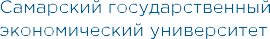 Самарский государственный
экономический университет